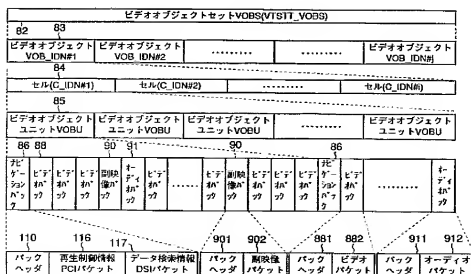 ビデオオブジェクトセットVOBS(VTSTT_VOBS)
82 83
ビデオオブジェクト VOB_IDN#1 ビデオオブジェクト VOB_IDN#2 ……… ……… ビデオオブジェクト VOB_IDN#j
84
セル(C_IDN#1) セル(C_IDN#2) ……… セル(C_IDN#i)
85
ビデオオブジェクト ユニットVOBU ビデオオブジェクト ユニットVOBU ビデオオブジェクト ユニットVOBU ……… ビデオオブジェクト ユニットVOBU
86 88 90 91 90 86
ナビゲーションパック ビデオパック ビデオパック ビデオパック 副映像パック オーディオパック ビデオパック ビデオパック …… ビデオパック 副映像パック ビデオパック ビデオパック ビデオパック ナビゲーションパック ビデオパック ……… オーディオパック
110 116 117 901 902 881 882 911 912
パックヘッダ 再生制御情報 PCIパケット データ検索情報 DSIパケット パックヘッダ 副映像パケット パックヘッダ ビデオパケット パックヘッダ オーディオパケット